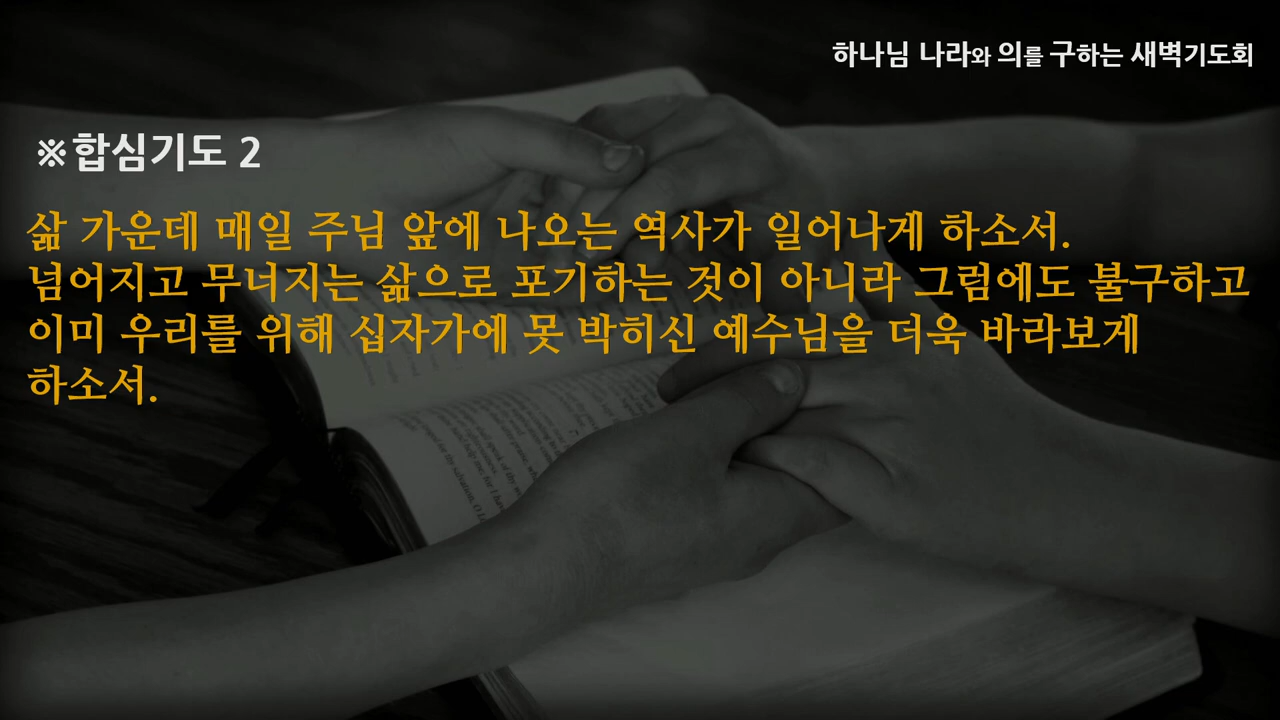 하나님 나라와 의를 구하는 새벽기도회
※합심기도 2
삶 가운데 매일 주님 앞에 나오는 역사가 일어나게 하소서.
넘어지고 무너지는 삶으로 포기하는 것이 아니라 그럼에도 불구하고
이미 우리를 위해 십자가에 못 박히신 예수님을 더욱 바라보게
하소서.